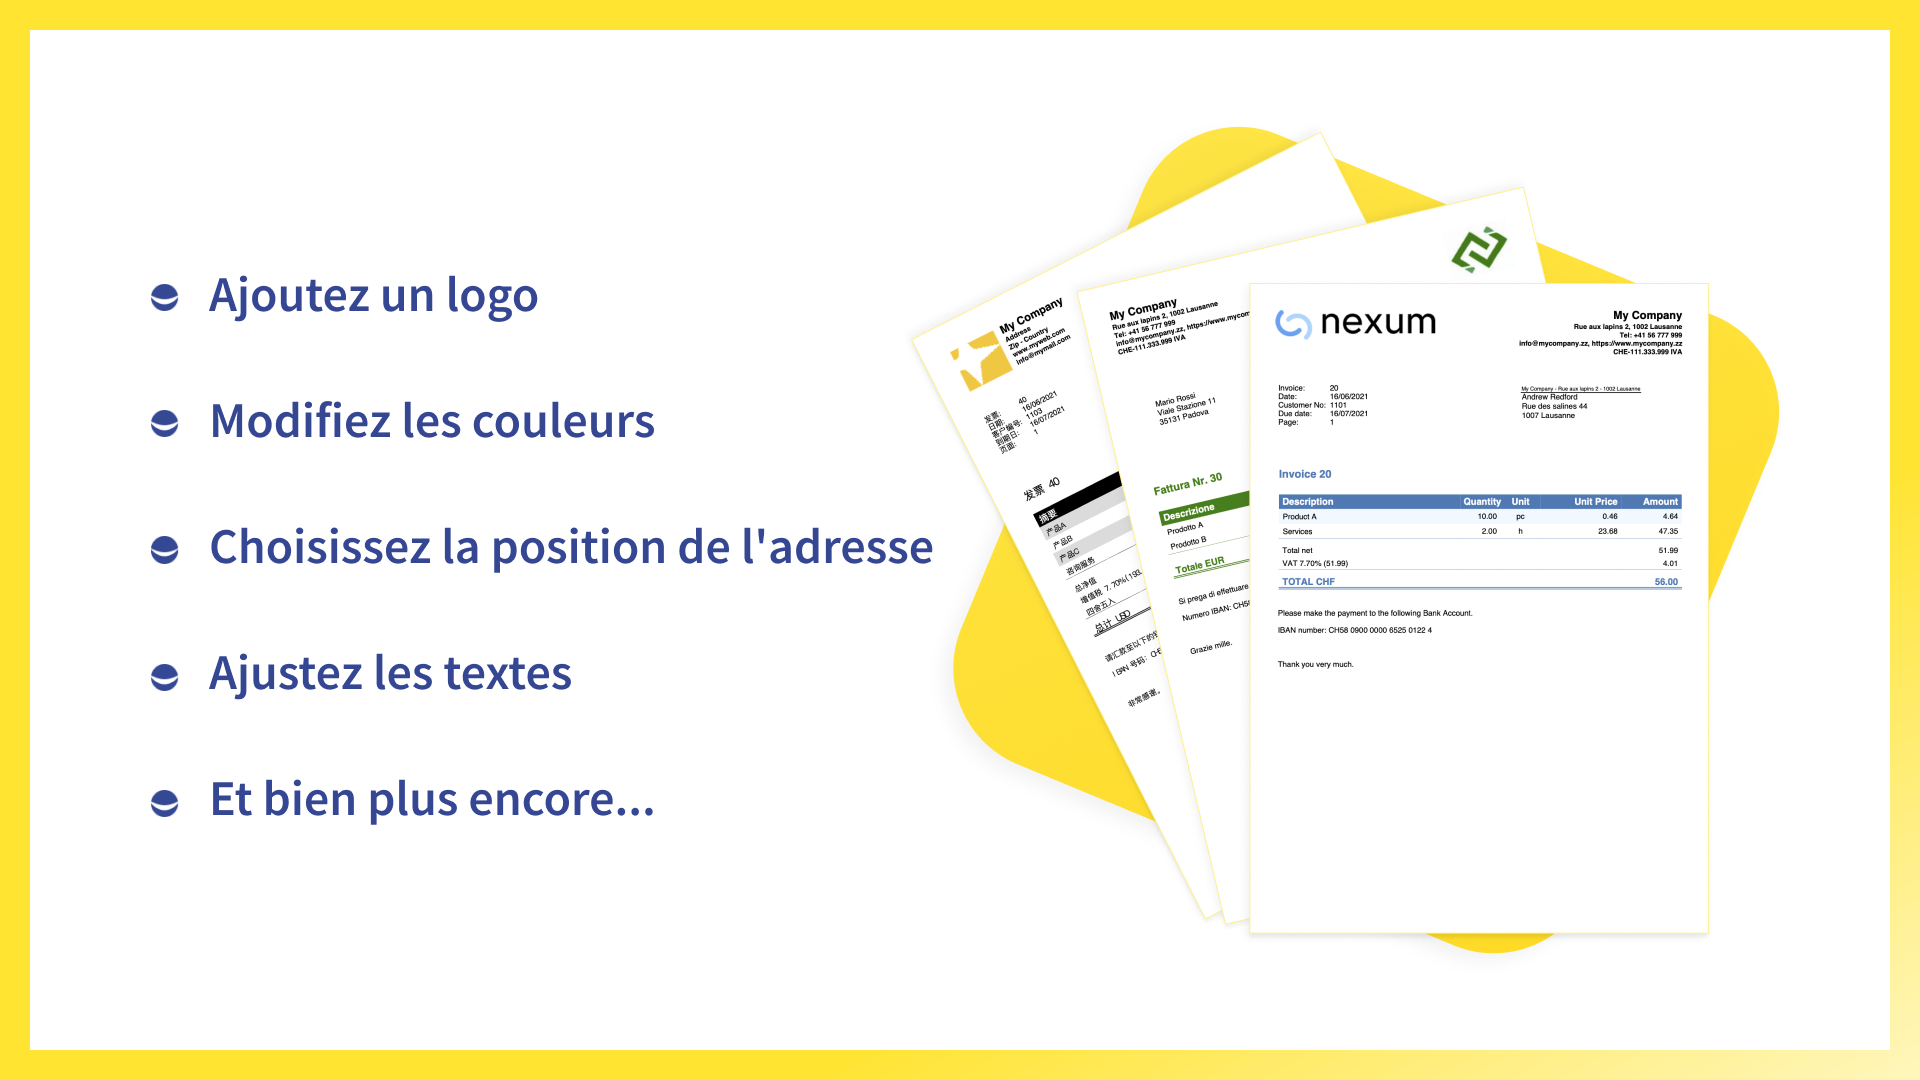 Ajoutez un logo
Modifiez les couleurs
Choisissez la position de l'adresse
Ajustez les textes
Et bien plus encore...
My Company
Address
Zip - Country
www.myweb.com
info@mymail.com
发票: 40
日期: 16/06/2021
客户编号: 1103
到期日: 16/07/2021
页面: 1
发票 40
摘要
产品A
产品B
产品C
咨询服务
总净值
增值税 7.70%(193.
四舍五入
总计 USD
请汇款至以下的
IBAN 号码:
非常感谢。
My Company
Rue aux lapins 2, 1002 Lausanne
Tel: +41 56 777 999
info@mycompany.zz, https://www.mycom
CHE-111.333.999 IVA
Mario Rossi
Viale Stazione 11
35131 Padova
Fattura Nr. 30
Descrizione
Prodotto A
Prodotto B
Totale EUR
Si prega di effettuare
Numero IBAN: CH58
Grazie mille.
nexum
My Company
Rue aux lapins 2, 1002 Lausanne
Tel: +41 56 777 999
info@mycompany.zz, https://www.mycompany.zz
CHE-111.333.999 IVA
Invoice: 20
Date: 16/06/2021
Customer No: 1101
Due date: 16/07/2021
Page: 1
My Company - Rue aux lapins 2 - 1002 Lausanne
Andrew Redford
Rue des salines 44
1007 Lausanne
Invoice 20
Description Quantity Unit Unit Price Amount
Product A 10.00 pc 0.46 4.64
Services 2.00 h 23.68 47.35
Total net 51.99
VAT 7.70% (51.99) 4.01
TOTAL CHF 56.00
Please make the payment to the following Bank Account.
IBAN number: CH58 0900 0000 6525 0122 4
Thank you very much.